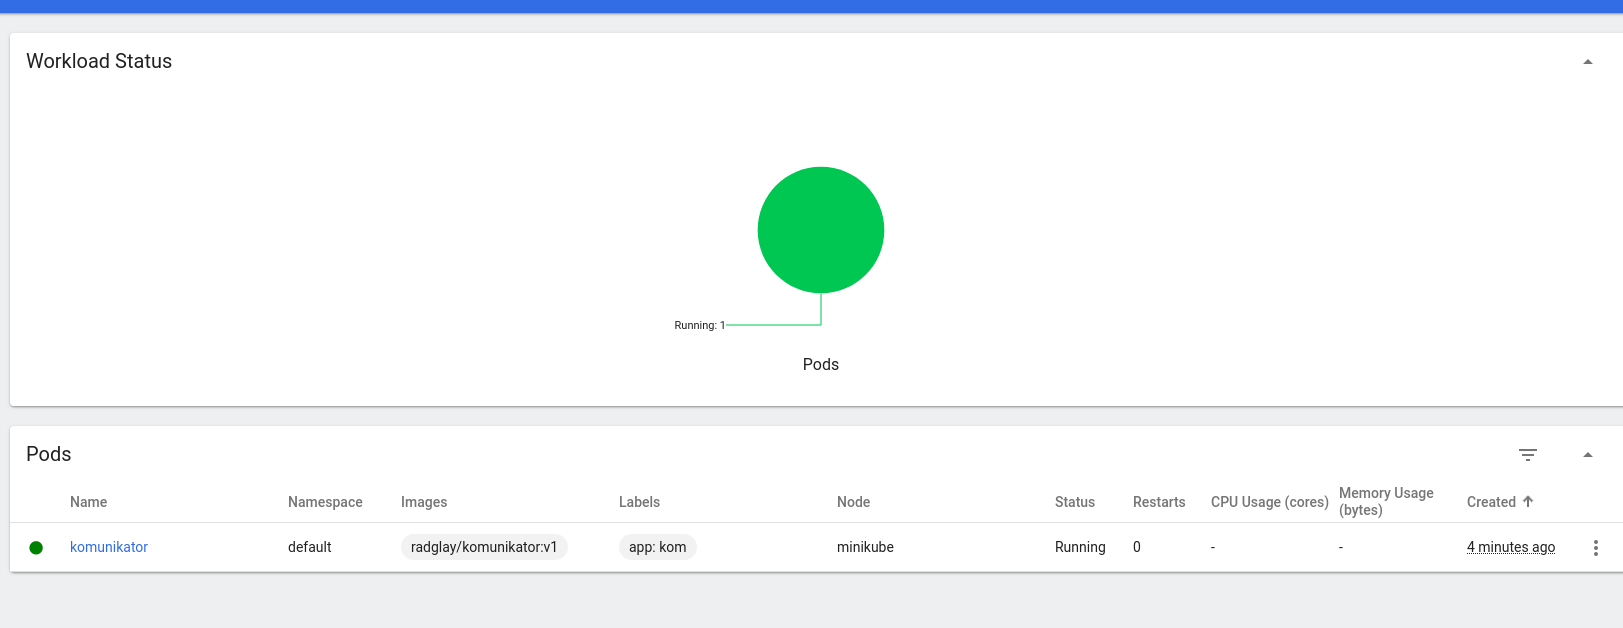 Workload Status
Running: 1
Pods
Pods
Name Namespace Images Labels Node Status Restarts CPU Usage (cores) Memory Usage (bytes) Created
komunikator default radglay/komunikator:v1 app: kom minikube Running 0 - - 4 minutes ago